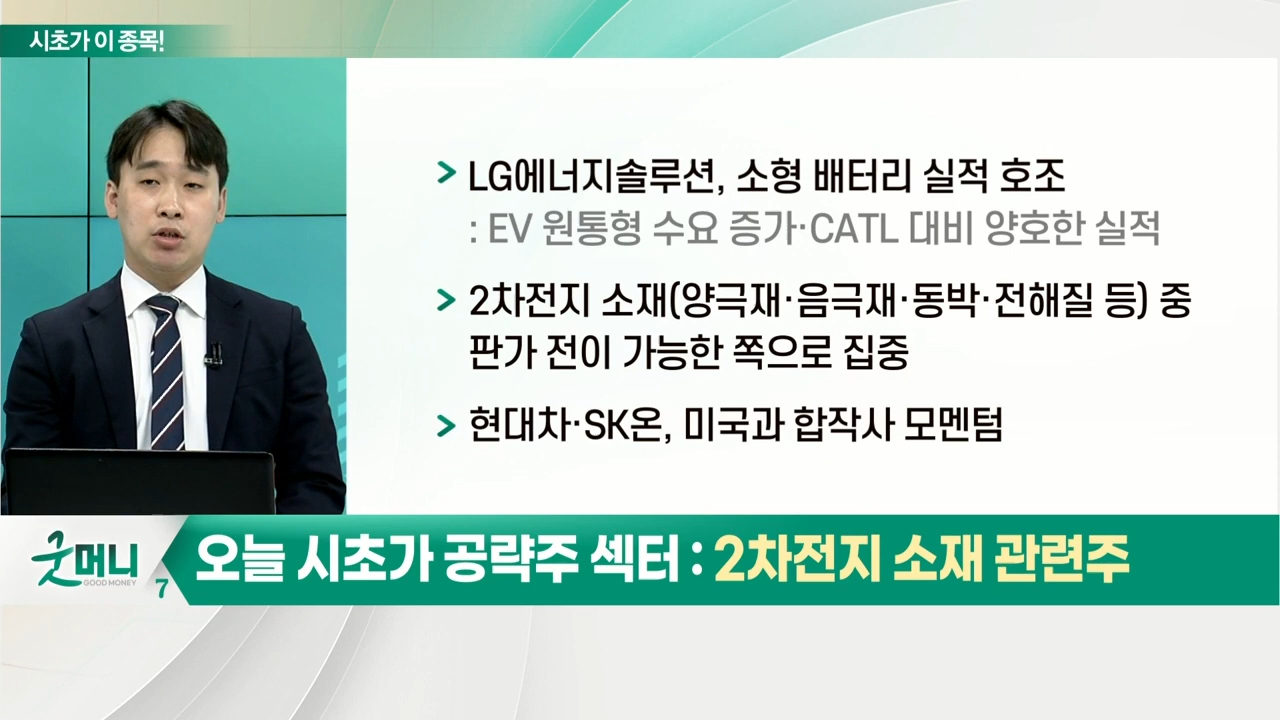 시초가 이 종목!
> LG에너지솔루션, 소형 배터리 실적 호조
: EV 원통형 수요 증가·CATL 대비 양호한 실적
> 2차전지 소재(양극재·음극재·동박·전해질 등) 중
판가 전이 가능한 쪽으로 집중
> 현대차·SK온, 미국과 합작사 모멘텀
굿머니
GOOD MONEY
7
오늘 시초가 공략주 섹터 : 2차전지 소재 관련주